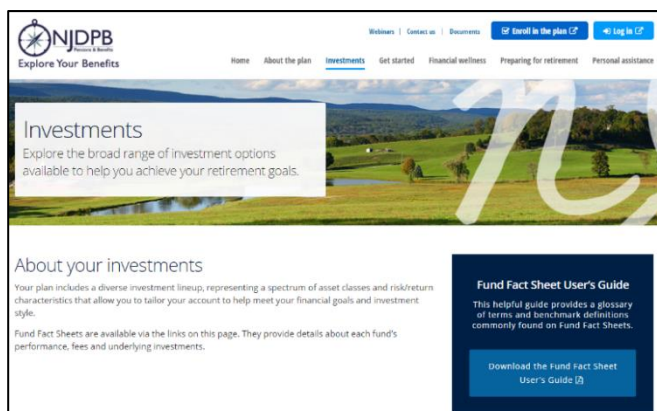 NJDPB
Pensions & Benefits
Explore Your Benefits
Webinars | Contact us | Documents
Enroll in the plan
Log in
Home About the plan Investments Get started Financial wellness Preparing for retirement Personal assistance
Investments
Explore the broad range of investment options
available to help you achieve your retirement goals.
About your investments
Your plan includes a diverse investment lineup, representing a spectrum of asset classes and risk/return
characteristics that allow you to tailor your account to help meet your financial goals and investment
style.
Fund Fact Sheets are available via the links on this page. They provide details about each fund's
performance, fees and underlying investments.
Fund Fact Sheet User's Guide
This helpful guide provides a glossary
of terms and benchmark definitions
commonly found on Fund Fact Sheets.
Download the Fund Fact Sheet
User's Guide